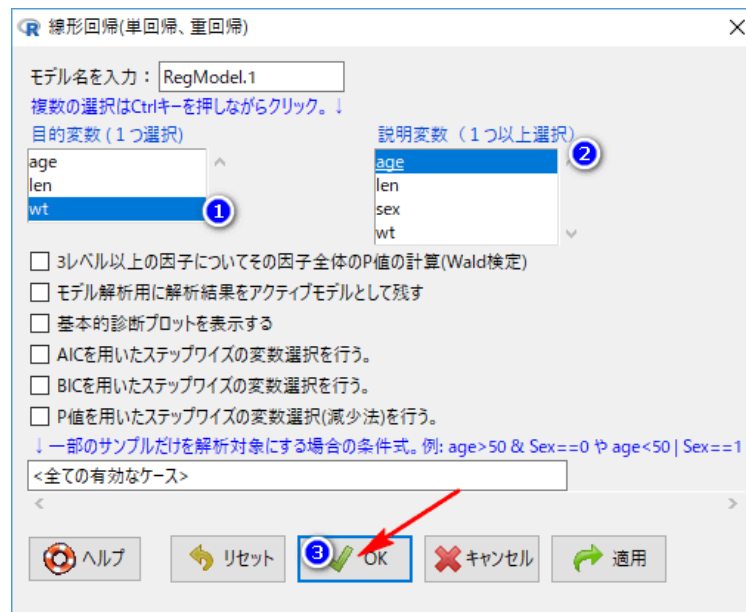 線形回帰(単回帰、重回帰)
モデル名を入力： RegModel.1
複数の選択はCtrlキーを押しながらクリック。↓
目的変数(1つ選択)
age
len
wt
1
説明変数（1つ以上選択）
age
2
len
sex
wt
3レベル以上の因子についてその因子全体のP値の計算(Wald検定)
モデル解析用に解析結果をアクティブモデルとして残す
基本的診断プロットを表示する
AICを用いたステップワイズの変数選択を行う。
BICを用いたステップワイズの変数選択を行う。
P値を用いたステップワイズの変数選択(減少法)を行う。
↓一部のサンプルだけを解析対象にする場合の条件式。例: age>50 & Sex==0 や age<50 | Sex==1
<全ての有効なケース>
ヘルプ リセット 3 OK キャンセル 適用